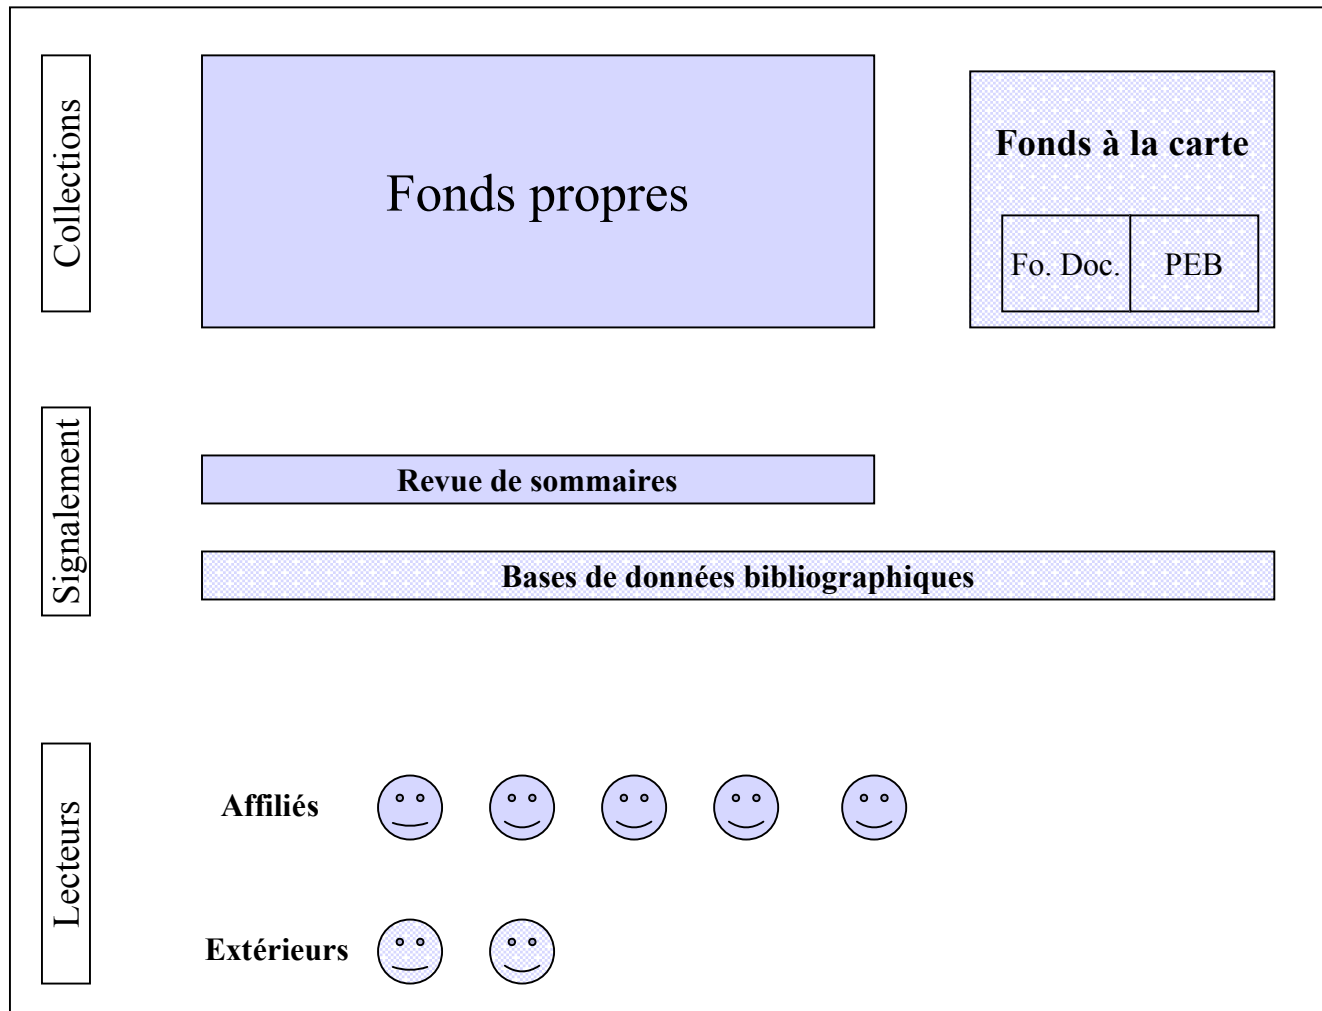 Collections
Fonds propres
Fonds à la carte
Fo. Doc.
PEB
Signalement
Revue de sommaires
Bases de données bibliographiques
Lecteurs
Affiliés
Extérieurs